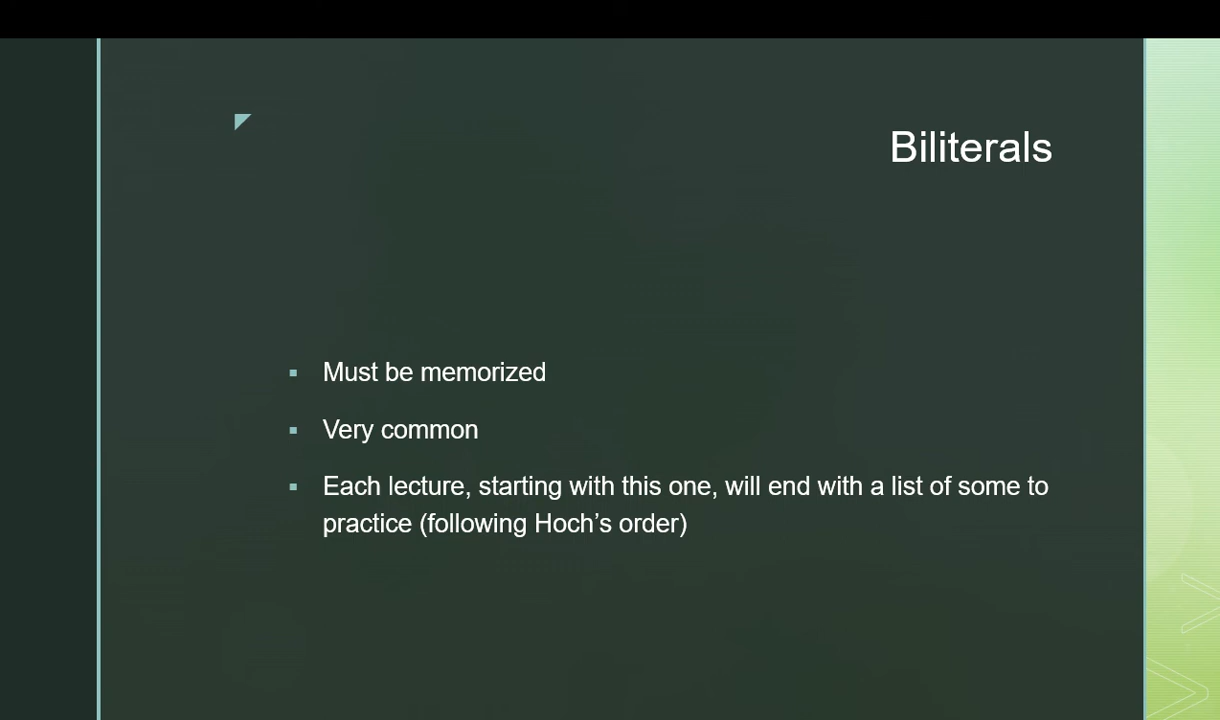 Biliterals
Must be memorized
Very common
Each lecture, starting with this one, will end with a list of some to
practice (following Hoch’s order)